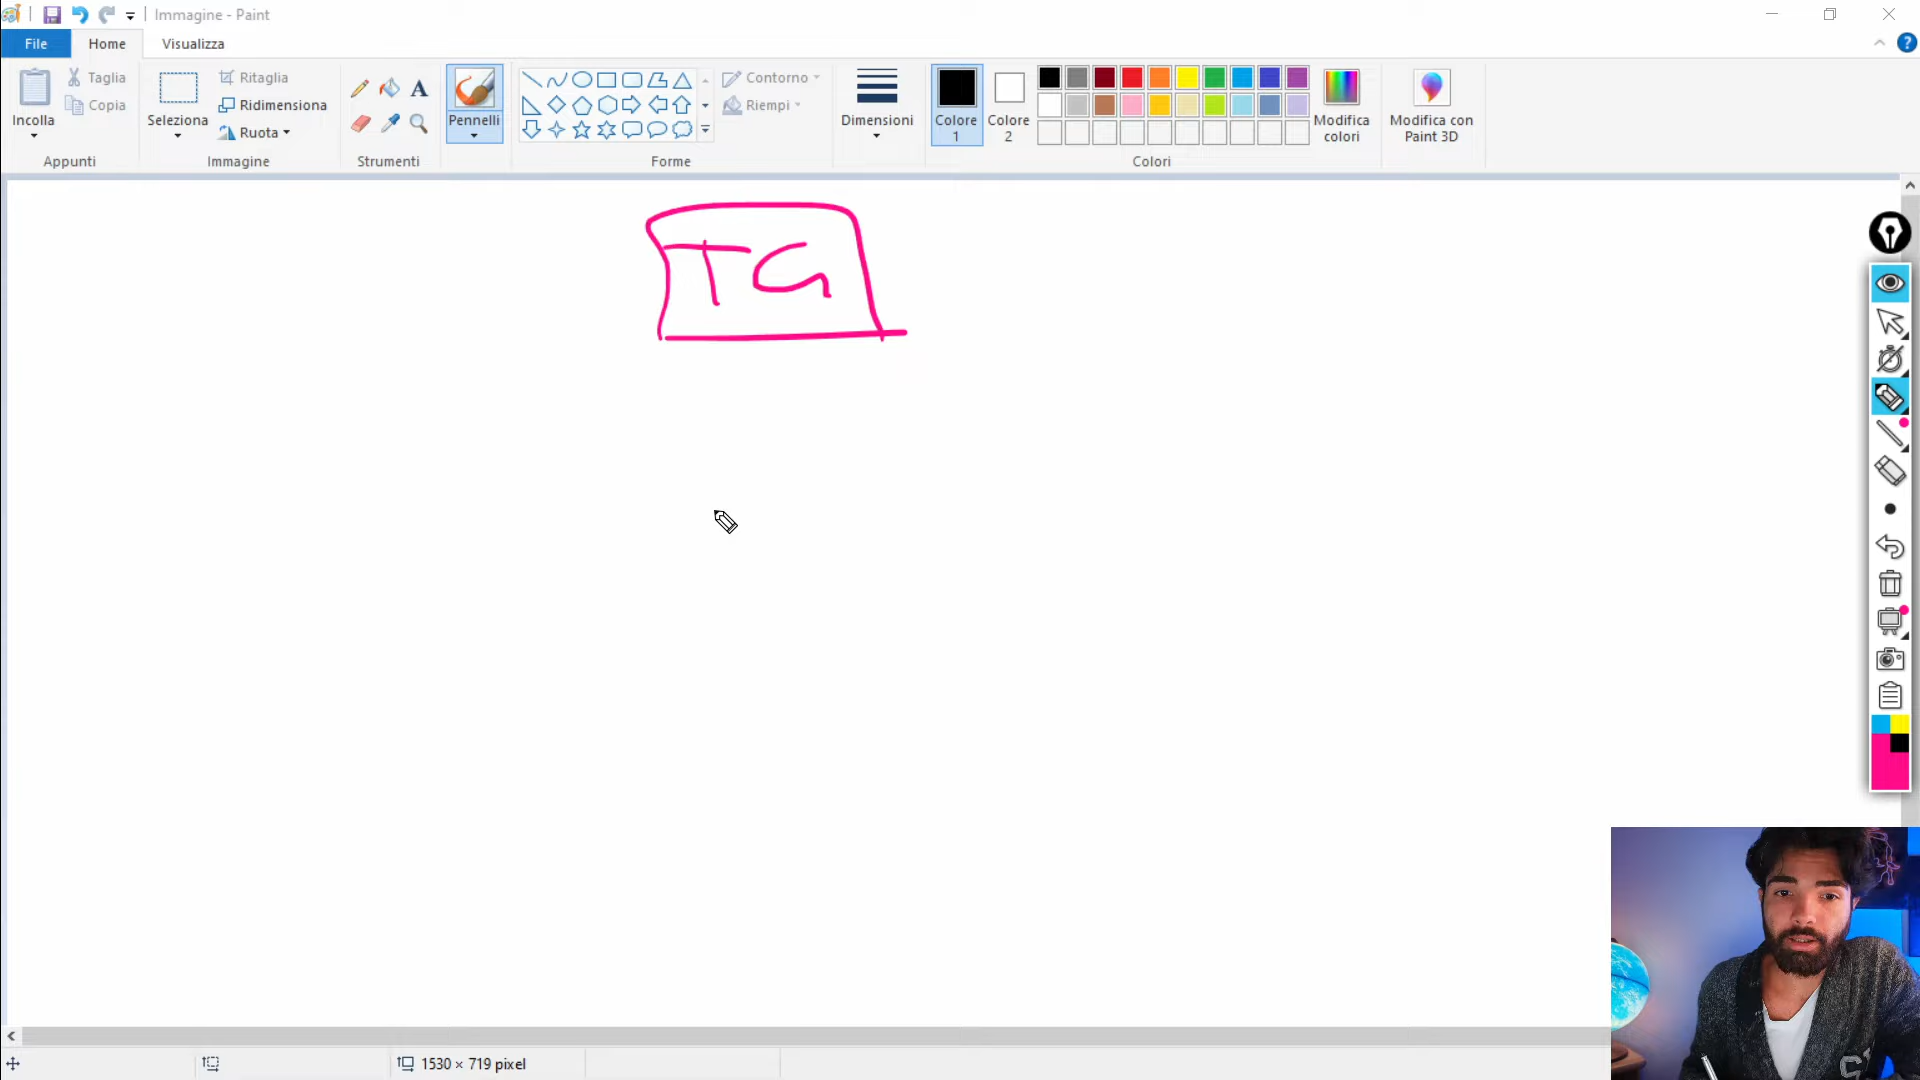 Immagine - Paint
File Home Visualizza
Incolla
Taglia
Copia
Appunti
Seleziona
Ritaglia
Ridimensiona
Ruota
Immagine
A
Strumenti
Pennelli
Contorno
Riempi
Forme
Dimensioni
Colore 1
Colore 2
Modifica colori
Colori
Modifica con Paint 3D
TG
1530 × 719 pixel